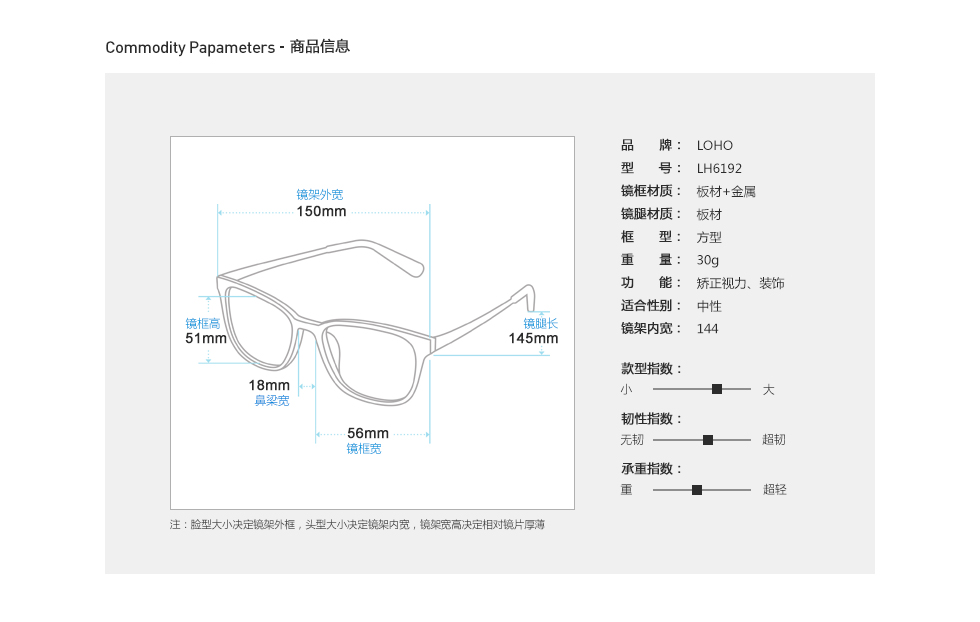 Commodity Papameters - 商品信息
镜架外宽
150mm
镜框高
51mm
镜腿长
145mm
18mm
鼻梁宽
56mm
镜框宽
注：脸型大小决定镜架外框，头型大小决定镜架内宽，镜架宽高决定相对镜片厚薄
品 牌： LOHO
型 号： LH6192
镜框材质： 板材+金属
镜腿材质： 板材
框 型： 方型
重 量： 30g
功 能： 矫正视力、装饰
适合性别： 中性
镜架内宽： 144
款型指数：
小 大
韧性指数：
无韧 超韧
承重指数：
重 超轻